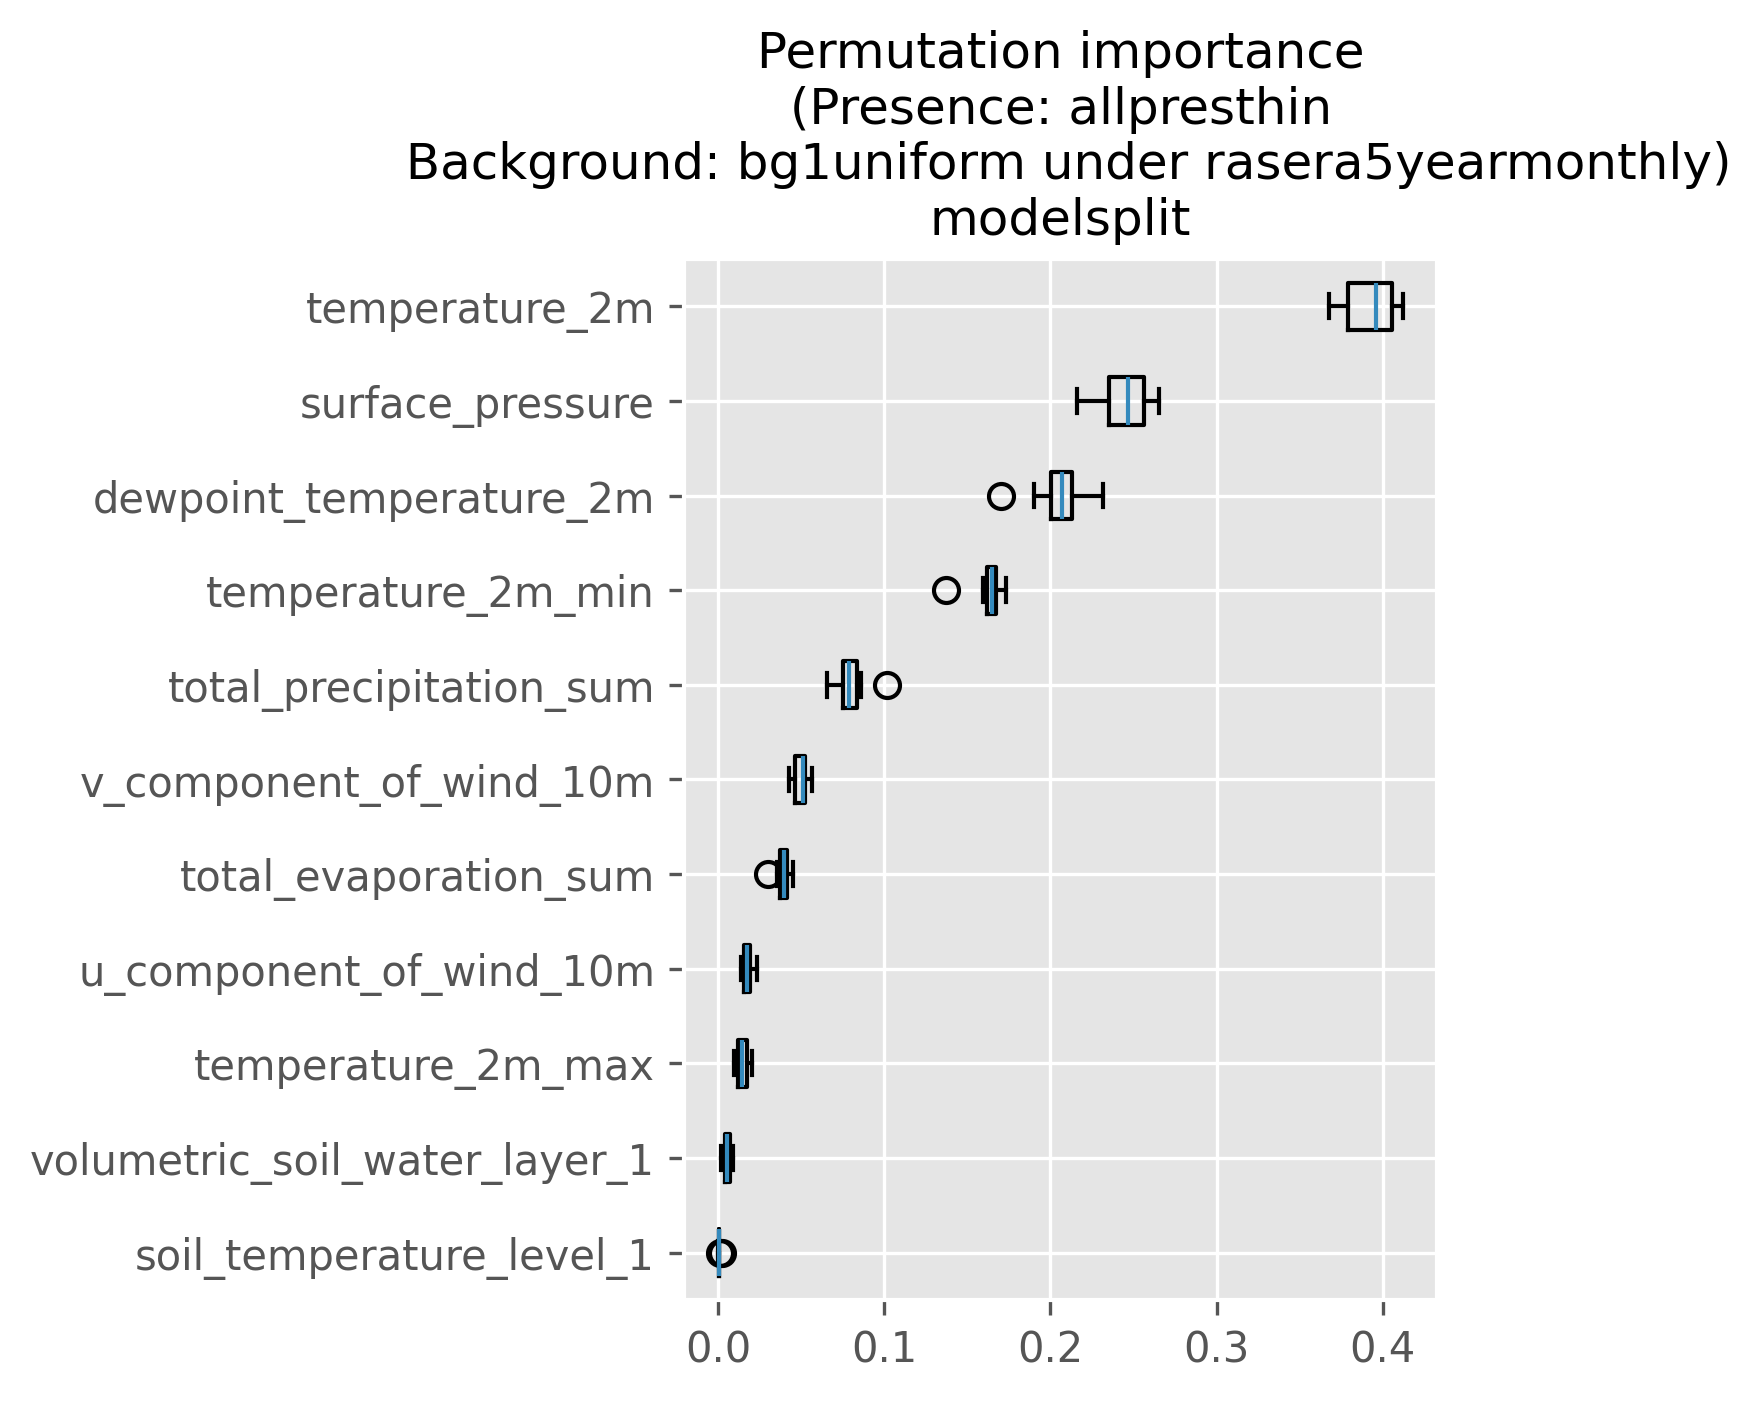 Permutation importance
(Presence: allpresthin
Background: bg1uniform under rasera5yearmonthly)
modelsplit
temperature_2m
surface_pressure
dewpoint_temperature_2m
temperature_2m_min
total_precipitation_sum
v_component_of_wind_10m
total_evaporation_sum
u_component_of_wind_10m
temperature_2m_max
volumetric_soil_water_layer_1
soil_temperature_level_1
0.0 0.1 0.2 0.3 0.4